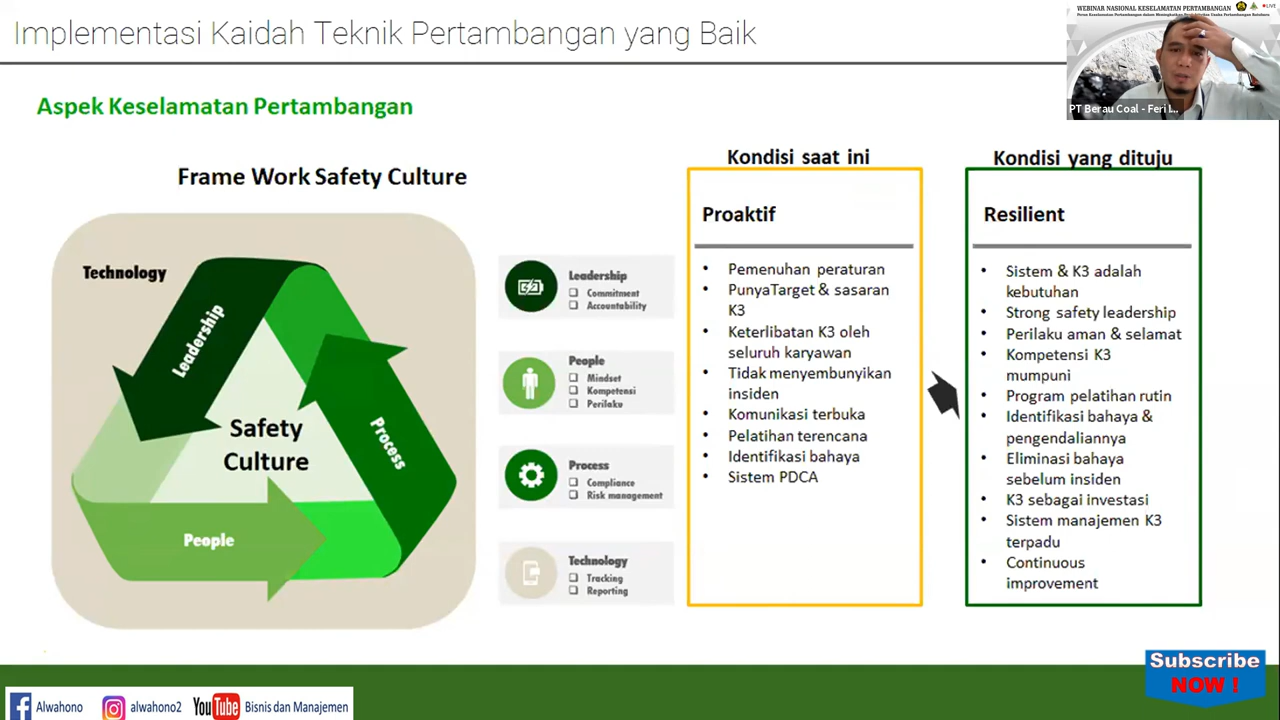 Implementasi Kaidah Teknik Pertambangan yang Baik
WEBINAR NASIONAL KESELAMATAN PERTAMBANGAN
LIVE
PT Berau Coal - Feri I...
Aspek Keselamatan Pertambangan
Frame Work Safety Culture
Technology
Leadership
Process
People
Safety
Culture
Leadership
Commitment
Accountability
People
Mindset
Kompetensi
Perilaku
Process
Compliance
Risk management
Technology
Tracking
Reporting
Kondisi saat ini
Proaktif
• Pemenuhan peraturan
• PunyaTarget & sasaran
K3
• Keterlibatan K3 oleh
seluruh karyawan
• Tidak menyembunyikan
insiden
• Komunikasi terbuka
• Pelatihan terencana
• Identifikasi bahaya
• Sistem PDCA
Kondisi yang dituju
Resilient
• Sistem & K3 adalah
kebutuhan
• Strong safety leadership
• Perilaku aman & selamat
• Kompetensi K3
mumpuni
• Program pelatihan rutin
• Identifikasi bahaya &
pengendaliannya
• Eliminasi bahaya
sebelum insiden
• K3 sebagai investasi
• Sistem manajemen K3
terpadu
• Continuous
improvement
Subscribe
NOW !
Alwahono
alwahono2
YouTube Bisnis dan Manajemen